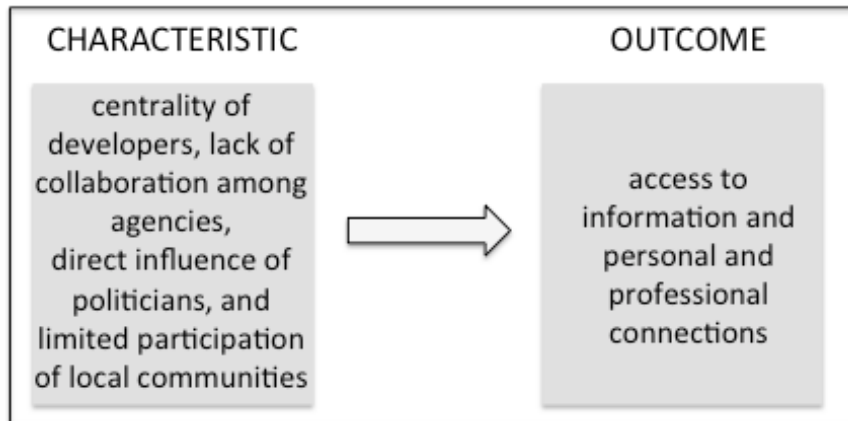 CHARACTERISTIC
centrality of
developers, lack of
collaboration among
agencies,
direct influence of
politicians, and
limited participation
of local communities
OUTCOME
access to
information and
personal and
professional
connections